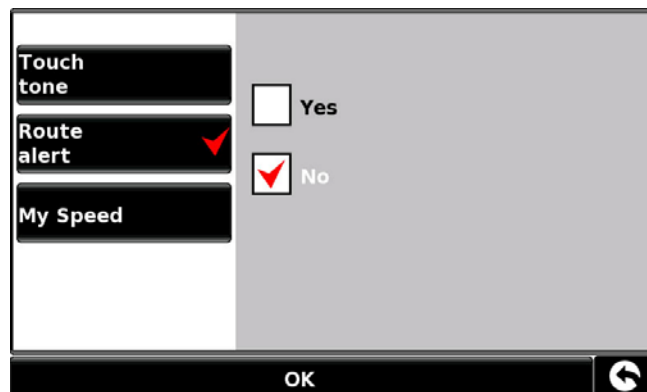 Touch
tone
Route
alert
My Speed
Yes
No
OK